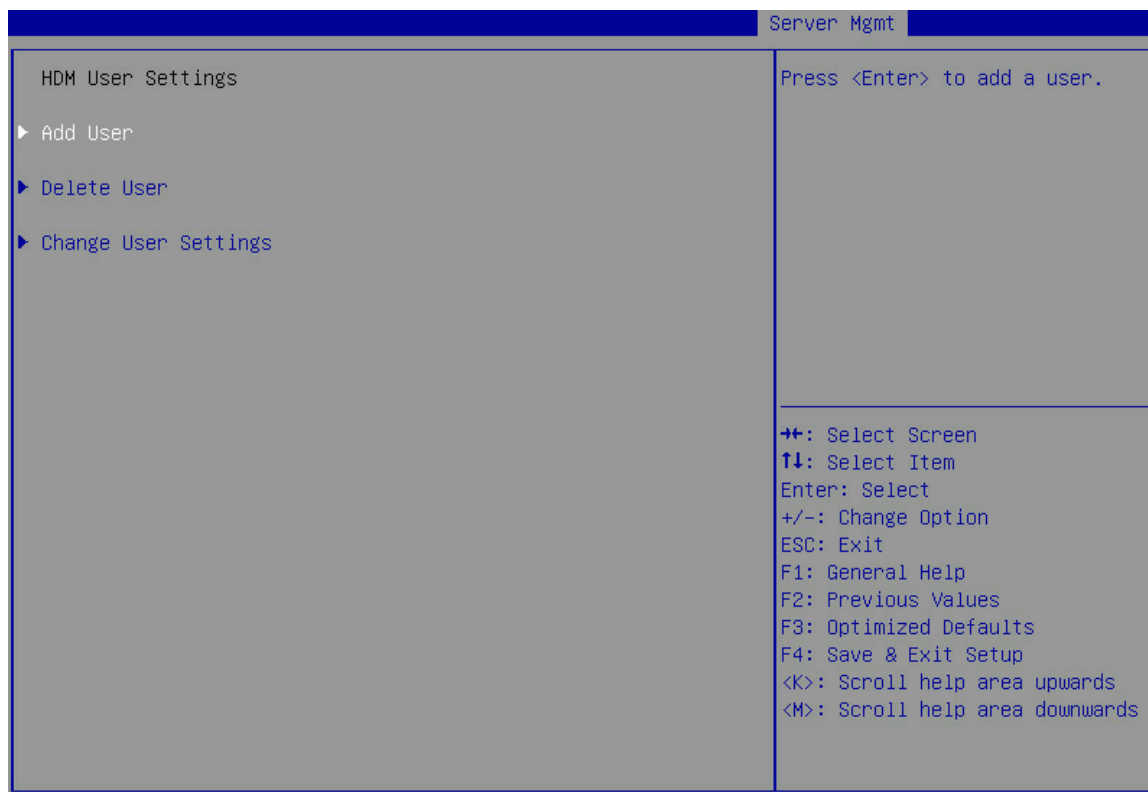 Server Mgmt
HDM User Settings
Add User
Delete User
Change User Settings
Press <Enter> to add a user.
→←: Select Screen
↑↓: Select Item
Enter: Select
+/-: Change Option
ESC: Exit
F1: General Help
F2: Previous Values
F3: Optimized Defaults
F4: Save & Exit Setup
<K>: Scroll help area upwards
<M>: Scroll help area downwards